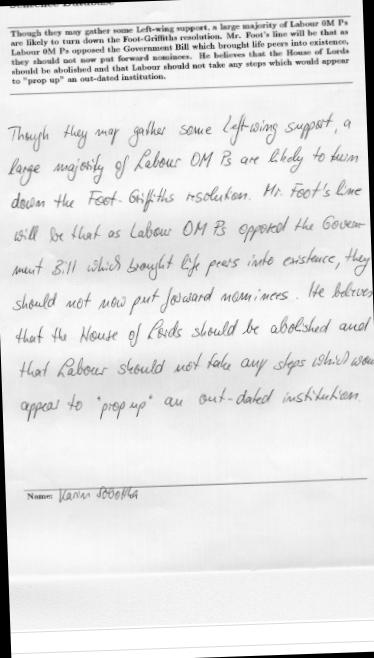 Sentence Database
Though they may gather some Left-wing support, a large majority of Labour 0M Ps
are likely to turn down the Foot-Griffiths resolution. Mr. Foot's line will be that as
Labour 0M Ps opposed the Government Bill which brought life peers into existence,
they should not now put forward nominees. He believes that the House of Lords
should be abolished and that Labour should not take any steps which would appear
to "prop up" an out-dated institution.
Though they may gather some Left-wing support, a
large majority of Labour OM Ps are likely to turn
down the Foot-Griffiths resolution. Mr. Foot's line
will be that as Labour OM Ps opposed the Govern
ment Bill which brought life peers into existence, they
should not now put forward nominees. He believes
that the House of Lords should be abolished and
that Labour should not take any steps which wou
appear to "prop up" an out-dated institution.
Name: Karin